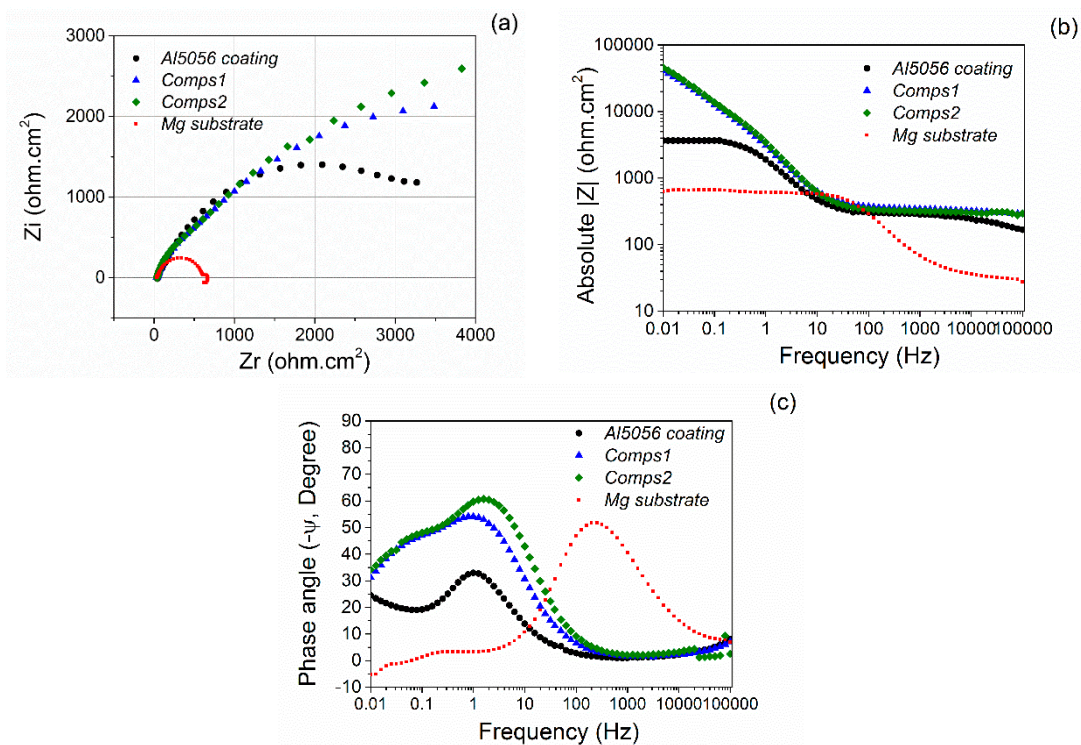 (a)
3000
2000
1000
0
Zi (ohm.cm²)
Al5056 coating
Comps1
Comps2
Mg substrate
0 1000 2000 3000 4000
Zr (ohm.cm²)
(b)
100000
10000
1000
100
10
Absolute |Z| (ohm.cm²)
Al5056 coating
Comps1
Comps2
Mg substrate
0.01 0.1 1 10 100 1000 10000 100000
Frequency (Hz)
(c)
90
80
70
60
50
40
30
20
10
0
-10
Phase angle (-ψ, Degree)
Al5056 coating
Comps1
Comps2
Mg substrate
0.01 0.1 1 10 100 1000 10000 100000
Frequency (Hz)